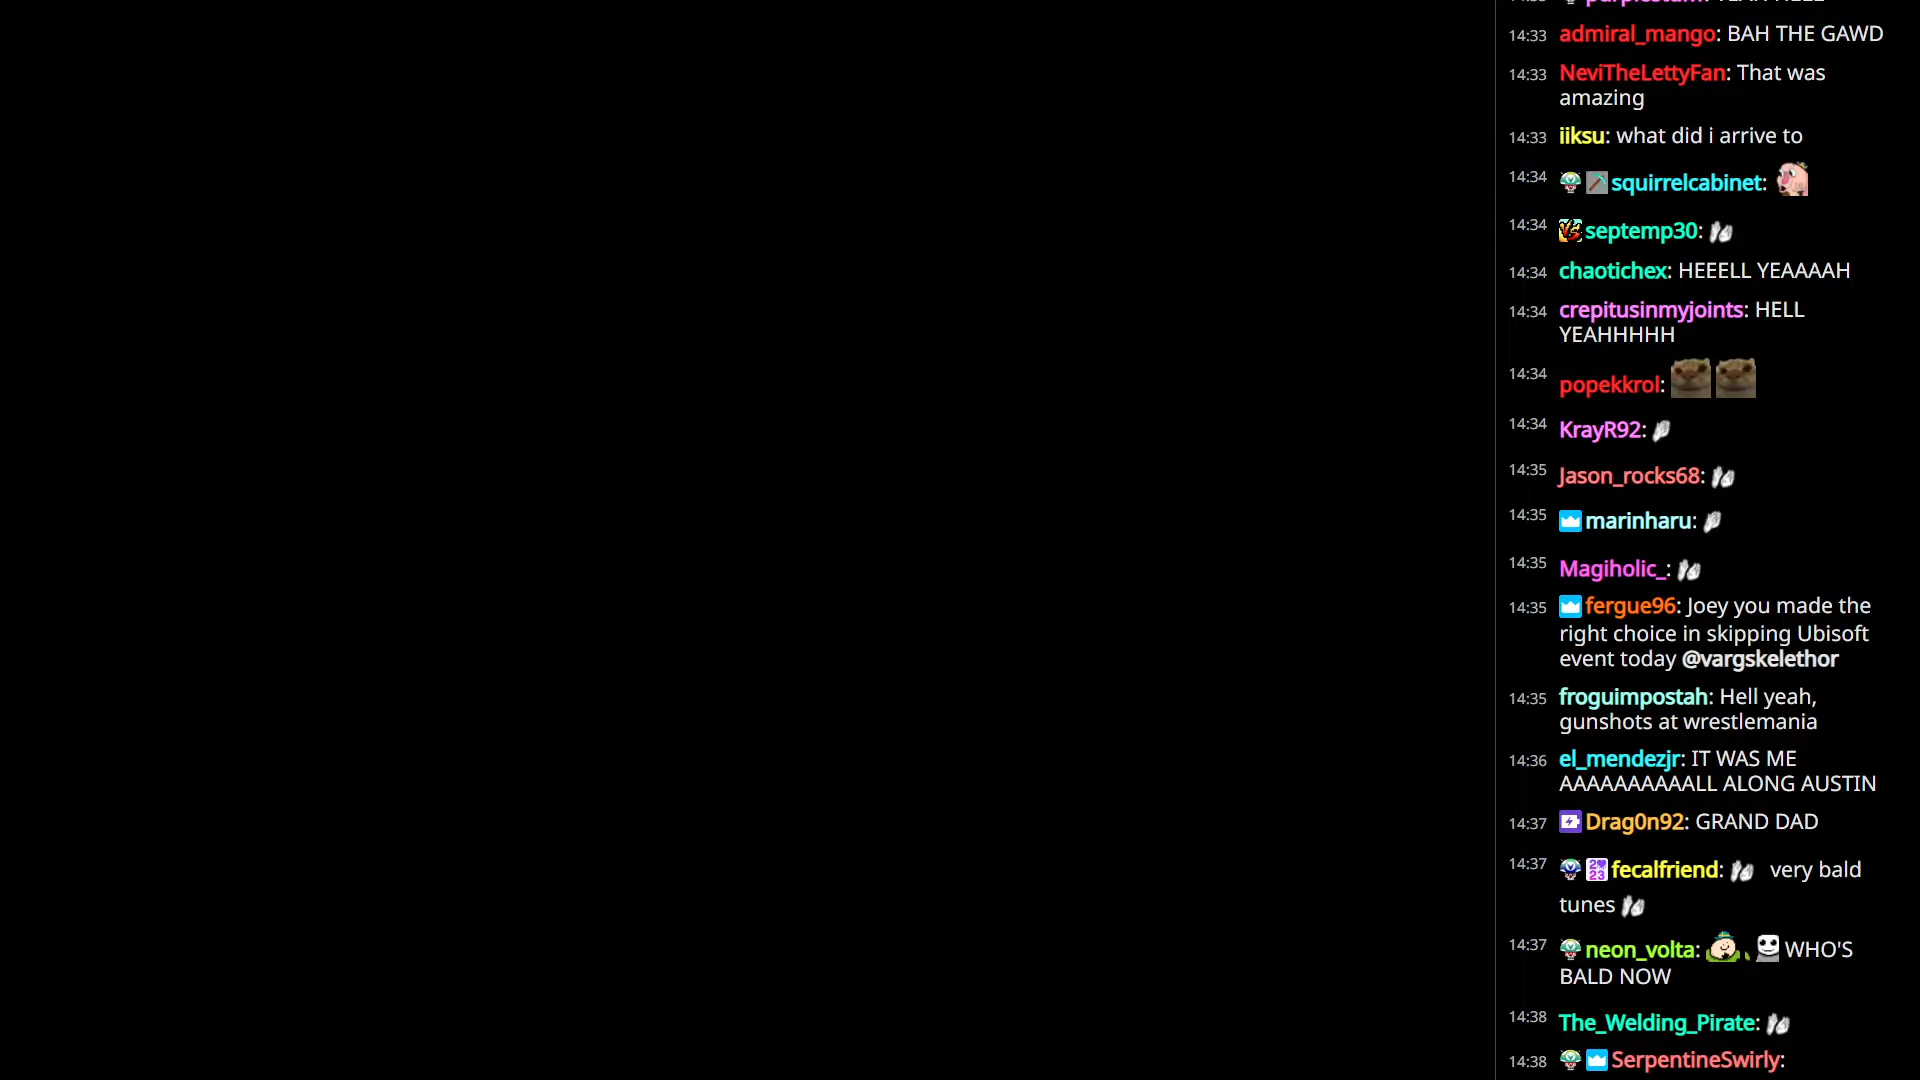 14:33 admiral_mango: BAH THE GAWD
14:33 NeviTheLettyFan: That was
amazing
14:33 iiksu: what did i arrive to
14:34 squirrelcabinet:
14:34 septemp30:
14:34 chaotichex: HEEELL YEAAAAH
14:34 crepitusinmyjoints: HELL
YEAHHHHH
14:34 popekkrol:
14:34 KrayR92:
14:35 Jason_rocks68:
14:35 marinharu:
14:35 Magiholic_:
14:35 fergue96: Joey you made the
right choice in skipping Ubisoft
event today @vargskelethor
14:35 froguimpostah: Hell yeah,
gunshots at wrestlemania
14:36 el_mendezjr: IT WAS ME
AAAAAAAAAALL ALONG AUSTIN
14:37 Drag0n92: GRAND DAD
14:37 fecalfriend: very bald
tunes
14:37 neon_volta: WHO'S
BALD NOW
14:38 The_Welding_Pirate:
14:38 SerpentineSwirly: